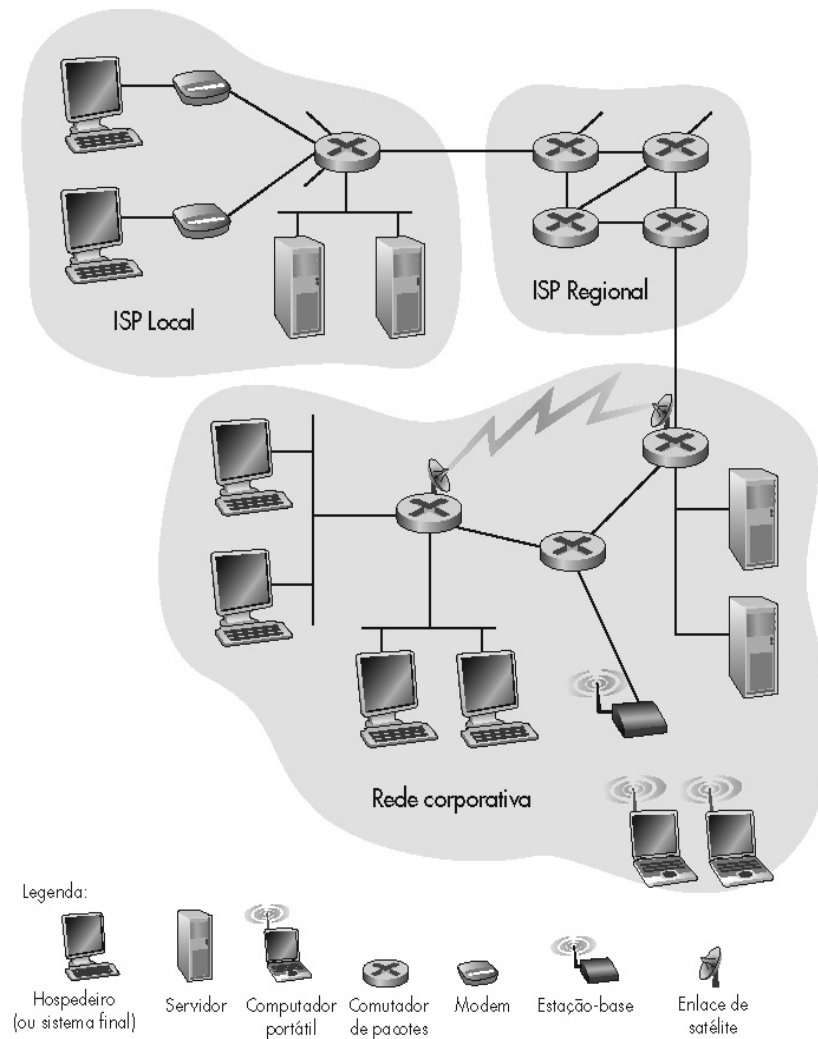 ISP Local
ISP Regional
Rede corporativa
Legenda:
Hospedeiro
(ou sistema final)
Servidor
Computador
portátil
Comutador
de pacotes
Modem
Estação-base
Enlace de
satélite